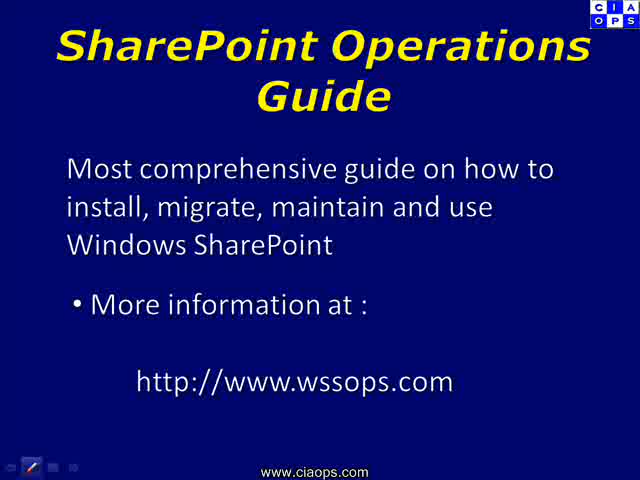 C I A
O P S
SharePoint Operations
Guide
Most comprehensive guide on how to
install, migrate, maintain and use
Windows SharePoint
• More information at :
http://www.wssops.com
www.ciaops.com